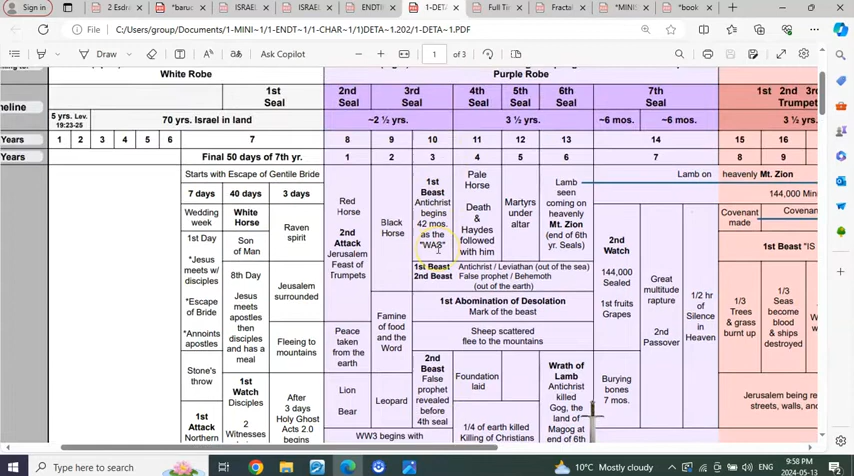 Sign in
2 Esdra
*baruc
ISRAEL
ISRAEL
ENDTIN
1-DETA
Full Tim
Fractal
*MINIS
*book
File
C:/Users/group/Documents/1-MINI~1/1-ENDT~1/1-CHAR~1/1)DETA~1.202/1-DETA~1.PDF
Draw
Ask Copilot
1 of 3
White Robe
Purple Robe
meline
1st Seal
2nd Seal
3rd Seal
4th Seal
5th Seal
6th Seal
7th Seal
1st 2nd 3r
Trumpet
5 yrs. Lev. 19:23-25
70 yrs. Israel in land
~2 ½ yrs.
3 ½ yrs.
~6 mos.
~6 mos.
3 ½ yrs.
Years
1 2 3 4 5 6 7 8 9 10 11 12 13 14 15 16
Years
Final 50 days of 7th yr.
1 2 3 4 5 6 7 8 9
Starts with Escape of Gentile Bride
7 days
40 days
3 days
Wedding week
1st Day
*Jesus meets w/ disciples
*Escape of Bride
*Annoints apostles
Stone's throw
1st Attack Northern
White Horse
Son of Man
8th Day
Jesus meets apostles then disciples and has a meal
1st Watch Disciples
2 Witnesses
Raven spirit
Jerusalem surrounded
Fleeing to mountains
After 3 days Holy Ghost Acts 2.0 begins
Red Horse
2nd Attack
Jerusalem Feast of Trumpets
Peace taken from the earth
Lion
Bear
Black Horse
Famine of food and the Word
Leopard
WW3 begins with
1st Beast
Antichrist begins 42 mos. as the "WAS"
Pale Horse
Death & Haydes followed with him
Martyrs under altar
Lamb seen coming on heavenly Mt. Zion (end of 6th yr. Seals)
1st Beast Antichrist / Leviathan (out of the sea)
2nd Beast False prophet / Behemoth
(out of the earth)
1st Abomination of Desolation
Mark of the beast
Sheep scattered
flee to the mountains
2nd Beast False prophet revealed before 4th seal
Foundation laid
1/4 of earth killed
Killing of Christians
Wrath of Lamb
Antichrist killed Gog, the land of Magog at end of 6th
Lamb on heavenly Mt. Zion
144,000 Min
2nd Watch
144,000 Sealed
1st fruits Grapes
Burying bones 7 mos.
Great multitude rapture
2nd Passover
1/2 hr of Silence in Heaven
Covenant made
Covenan
1st Beast "IS
1/3 Trees & grass burnt up
1/3 Seas become blood & ships destroyed
Jerusalem being re
streets, walls, and
Type here to search
10°C Mostly cloudy
ENG
9:58 PM
2024-05-13